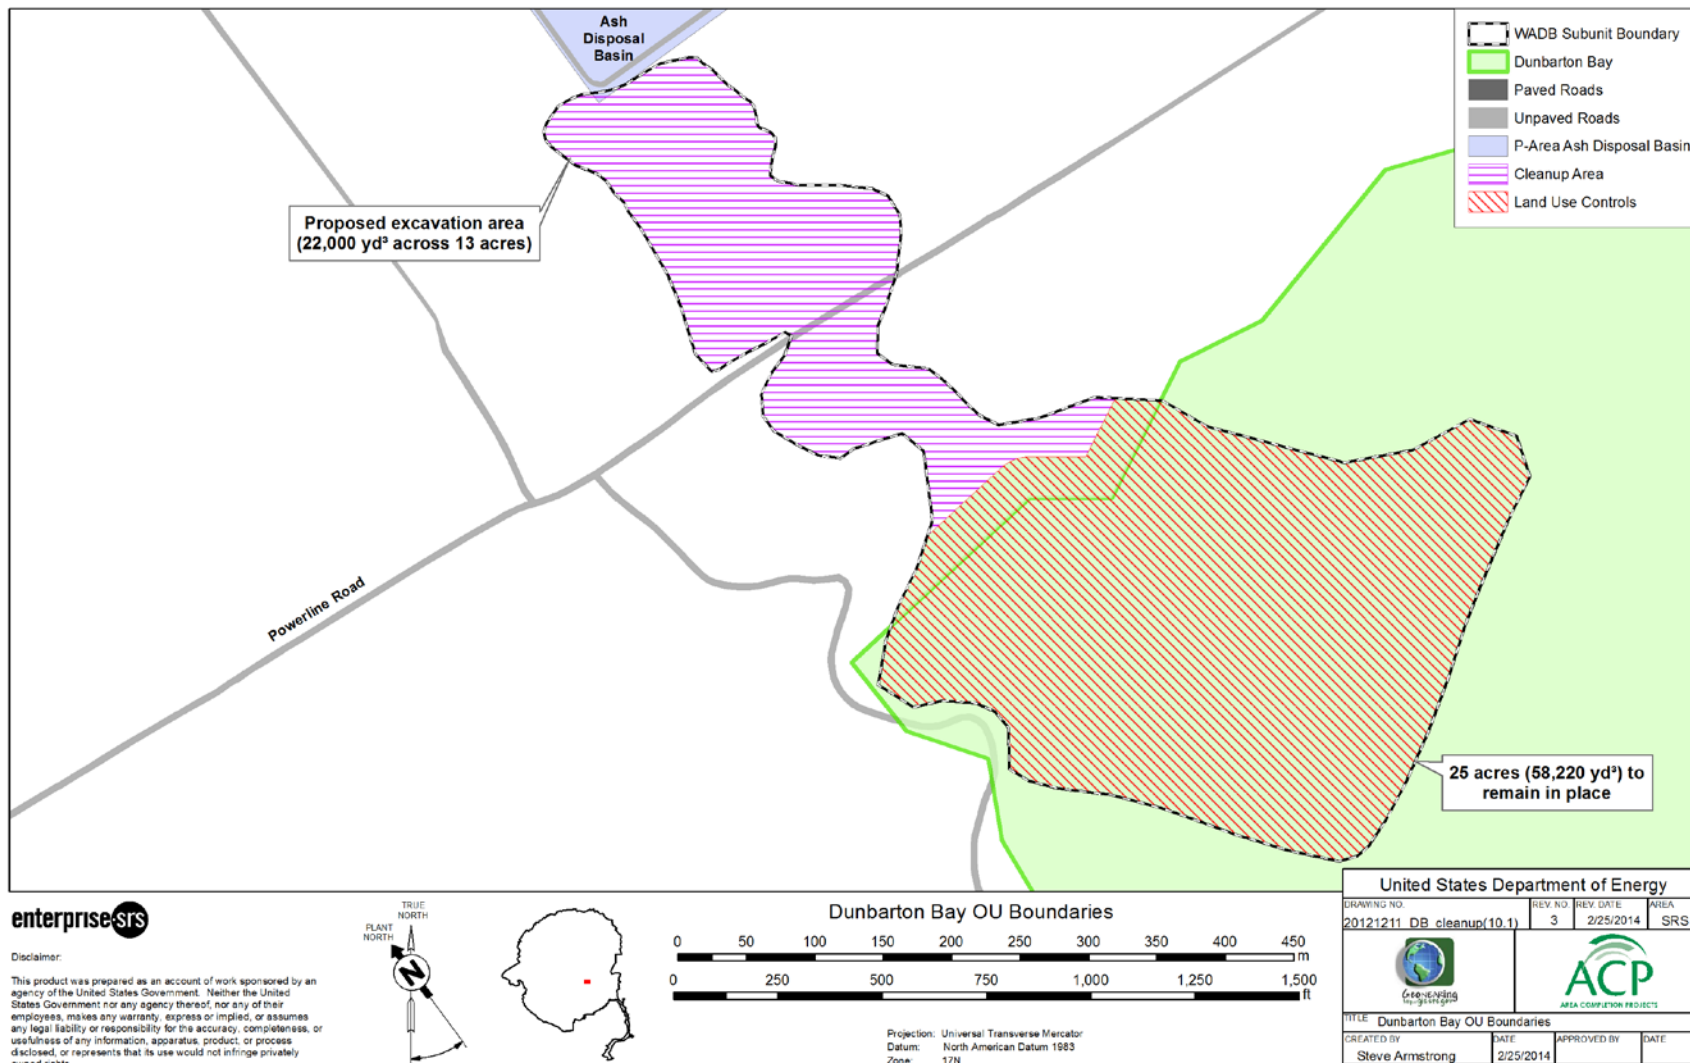 Ash
Disposal
Basin
WADB Subunit Boundary
Dunbarton Bay
Paved Roads
Unpaved Roads
P-Area Ash Disposal Basin
Cleanup Area
Land Use Controls
Proposed excavation area
(22,000 yd³ across 13 acres)
Powerline Road
25 acres (58,220 yd³) to
remain in place
enterprise·srs
Disclaimer:
This product was prepared as an account of work sponsored by an
agency of the United States Government. Neither the United
States Government nor any agency thereof, nor any of their
employees, makes any warranty, express or implied, or assumes
any legal liability or responsibility for the accuracy, completeness, or
usefulness of any information, apparatus, product, or process
disclosed, or represents that its use would not infringe privately
owned rights.
TRUE
NORTH
PLANT
NORTH
N
Dunbarton Bay OU Boundaries
0 50 100 150 200 250 300 350 400 450
m
0 250 500 750 1,000 1,250 1,500
ft
Projection: Universal Transverse Mercator
Datum: North American Datum 1983
Zone: 17N
United States Department of Energy
DRAWING NO. REV. NO. REV. DATE AREA
20121211_DB_cleanup(10.1) 3 2/25/2014 SRS
ACP
AREA COMPLETION PROJECTS
TITLE Dunbarton Bay OU Boundaries
CREATED BY DATE APPROVED BY DATE
Steve Armstrong 2/25/2014